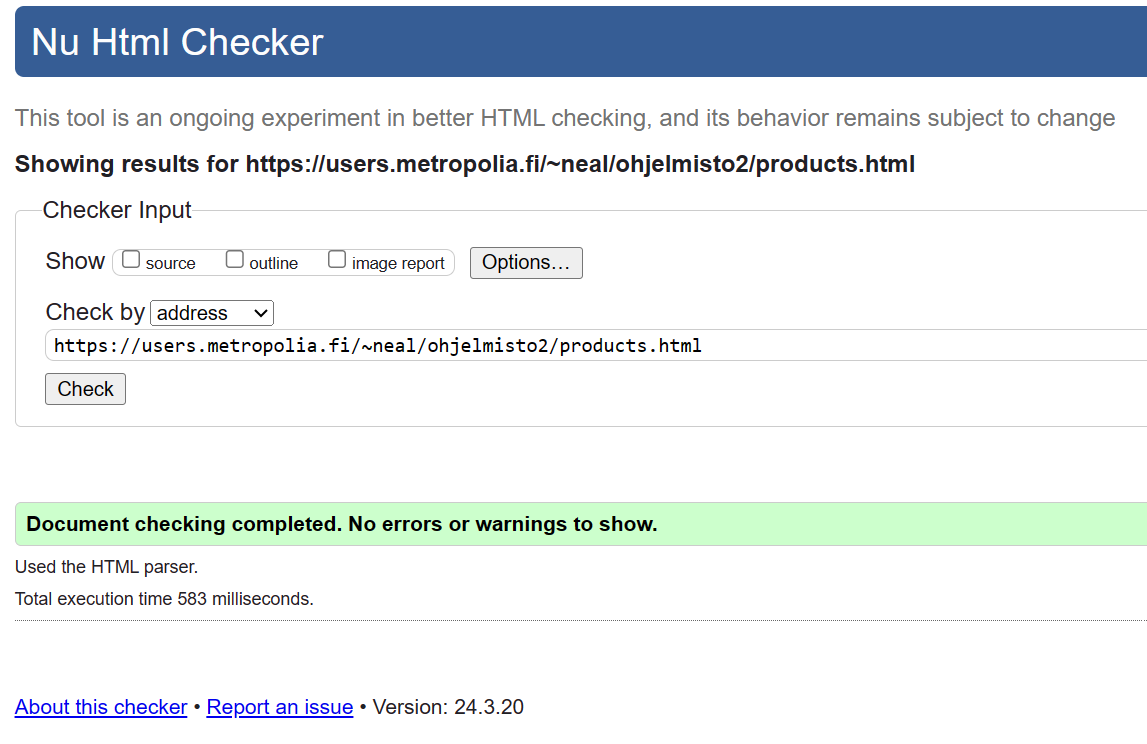 Nu Html Checker
This tool is an ongoing experiment in better HTML checking, and its behavior remains subject to change
Showing results for https://users.metropolia.fi/~neal/ohjelmisto2/products.html
Checker Input
Show source outline image report Options...
Check by address
https://users.metropolia.fi/~neal/ohjelmisto2/products.html
Check
Document checking completed. No errors or warnings to show.
Used the HTML parser.
Total execution time 583 milliseconds.
About this checker • Report an issue • Version: 24.3.20